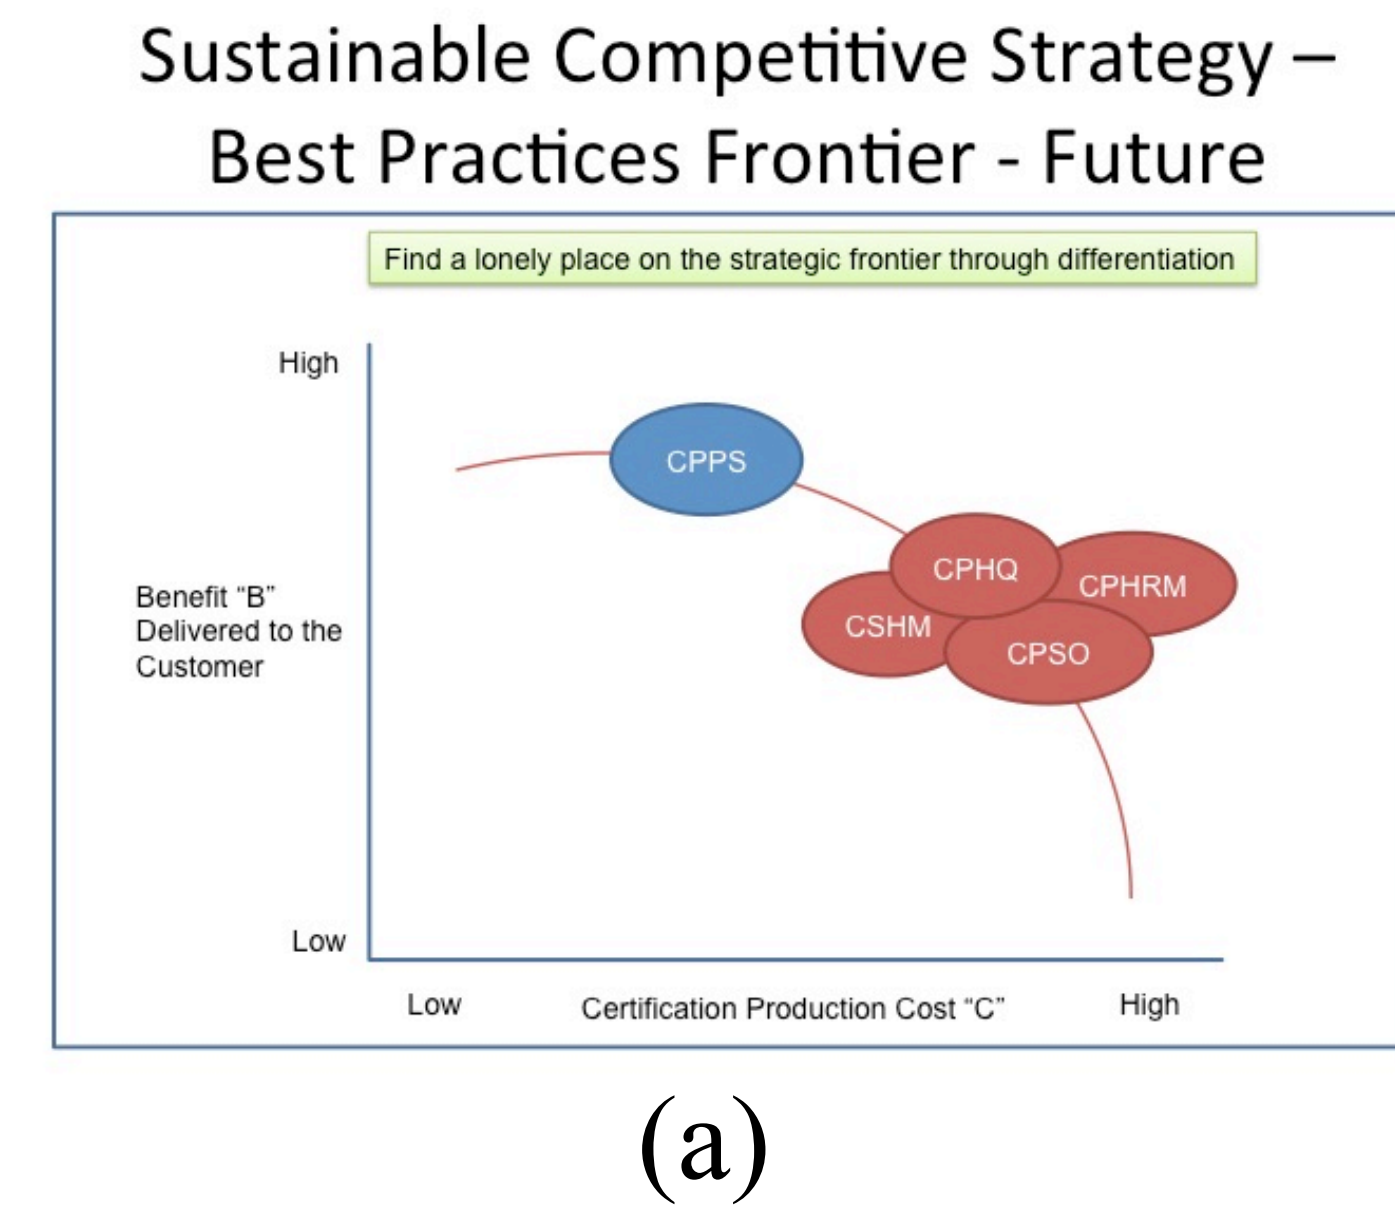 Sustainable Competitive Strategy –
Best Practices Frontier - Future
Find a lonely place on the strategic frontier through differentiation
High
CPPS
CPHQ
CPHRM
CSHM
CPSO
Benefit “B”
Delivered to the
Customer
Low
Low
Certification Production Cost “C”
High
(a)